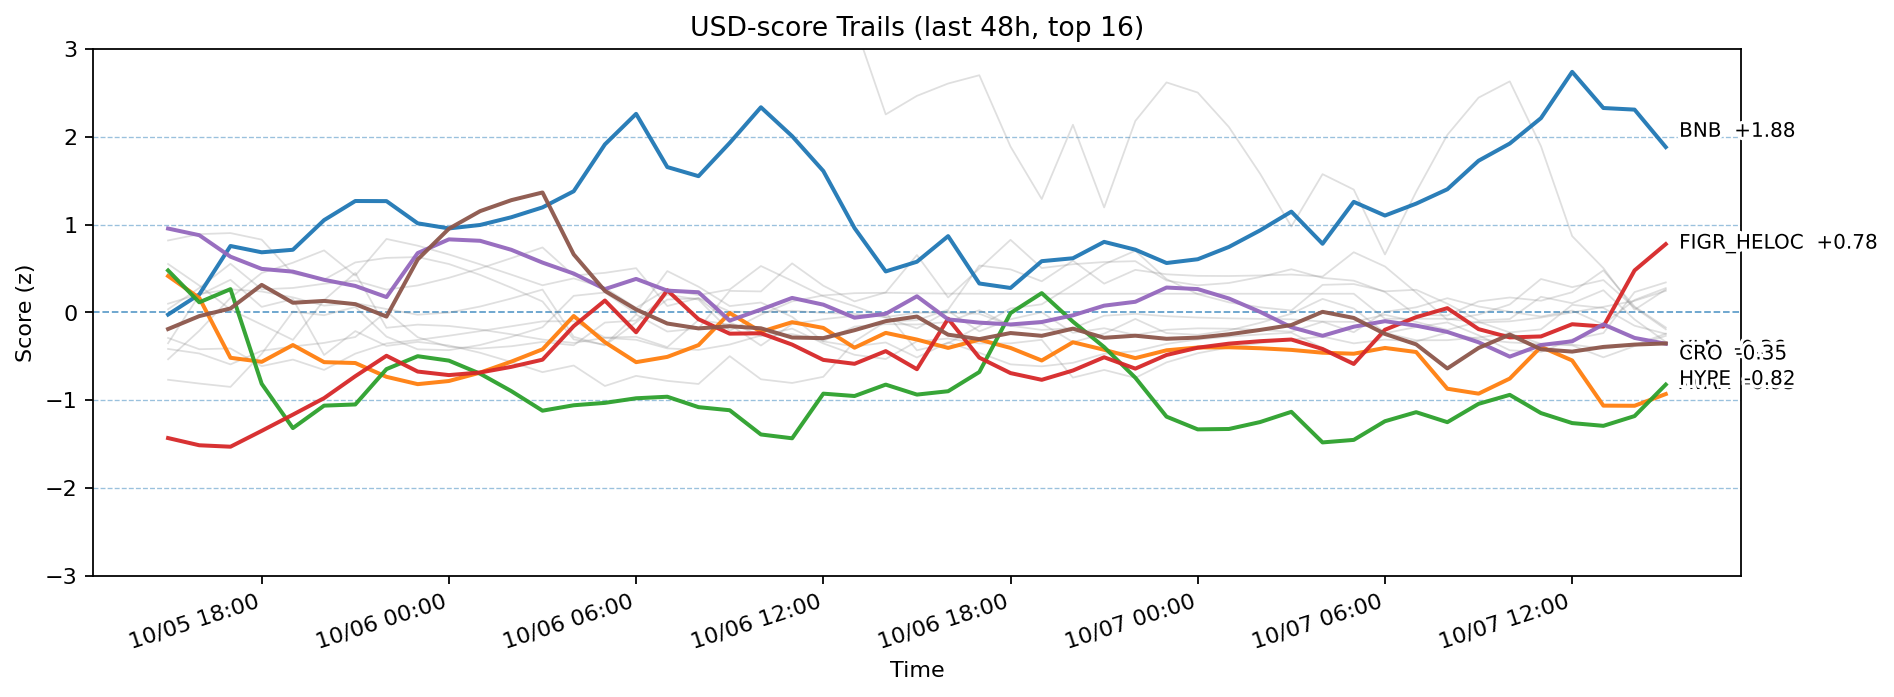 USD-score Trails (last 48h, top 16)
Score (z)
3
2
1
0
−1
−2
−3
BNB +1.88
FIGR_HELOC +0.78
CRO -0.35
HYPE -0.82
10/05 18:00
10/06 00:00
10/06 06:00
10/06 12:00
10/06 18:00
10/07 00:00
10/07 06:00
10/07 12:00
Time